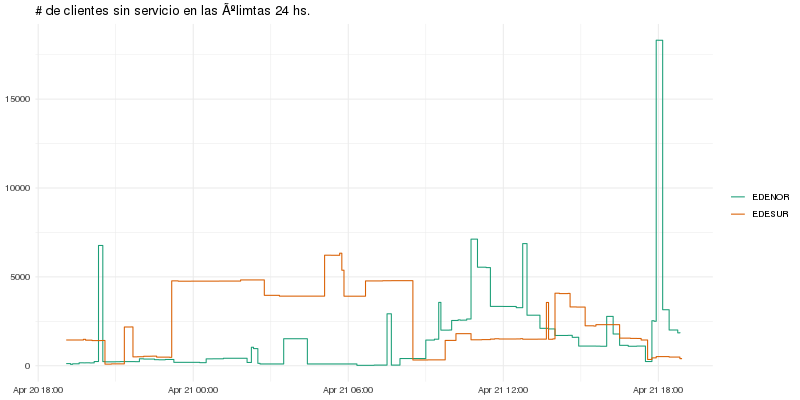 # de clientes sin servicio en las Ãºlimtas 24 hs.
15000
10000
5000
0
Apr 20 18:00
Apr 21 00:00
Apr 21 06:00
Apr 21 12:00
Apr 21 18:00
EDENOR
EDESUR